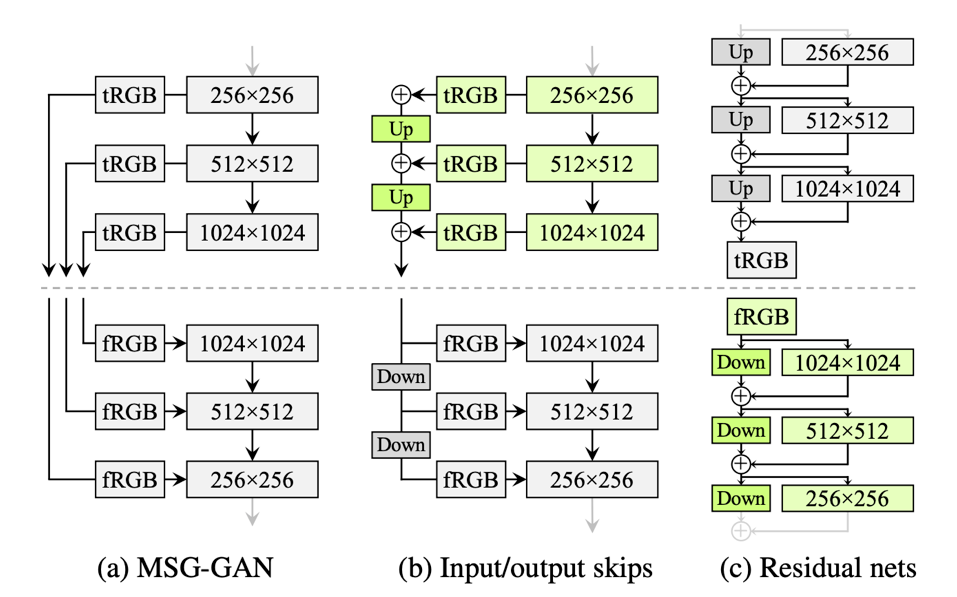 tRGB 256×256
tRGB 512×512
tRGB 1024×1024
fRGB 1024×1024
fRGB 512×512
fRGB 256×256
(a) MSG-GAN
tRGB 256×256
Up
tRGB 512×512
Up
tRGB 1024×1024
fRGB 1024×1024
Down
fRGB 512×512
Down
fRGB 256×256
(b) Input/output skips
Up 256×256
Up 512×512
Up 1024×1024
tRGB
fRGB
Down 1024×1024
Down 512×512
Down 256×256
(c) Residual nets